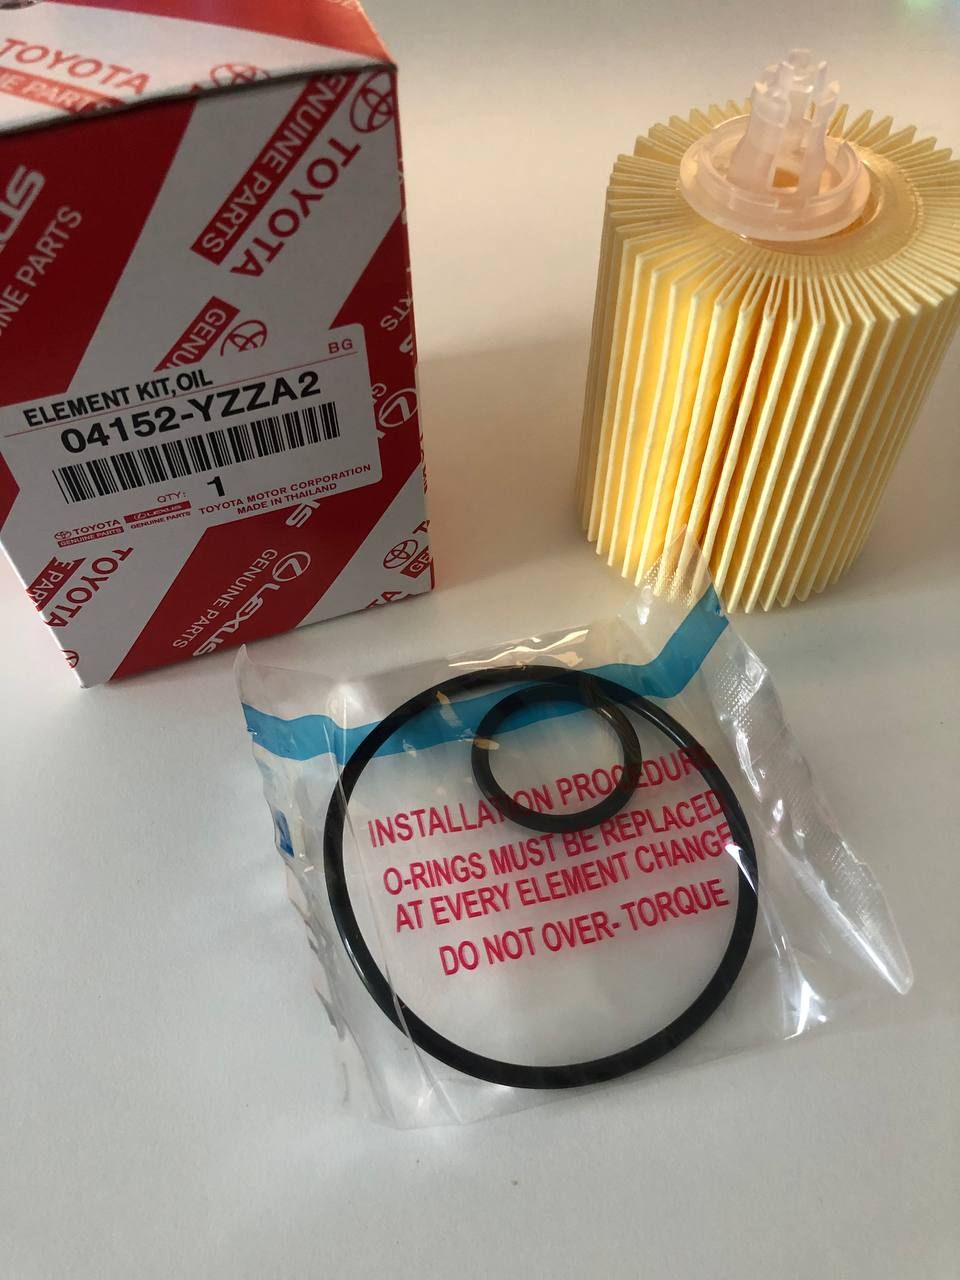 TOYOTA
GENUINE PARTS
TOYOTA
GENUINE PARTS
BG
ELEMENT KIT,OIL
04152-YZZA2
QTY: 1
TOYOTA MOTOR CORPORATION
MADE IN THAILAND
TOYOTA
GENUINE PARTS
LEXUS
GENUINE PARTS
TOYOTA
LEXUS
GENUINE PARTS
INSTALLATION PROCEDURE
O-RINGS MUST BE REPLACED
AT EVERY ELEMENT CHANGE
DO NOT OVER- TORQUE